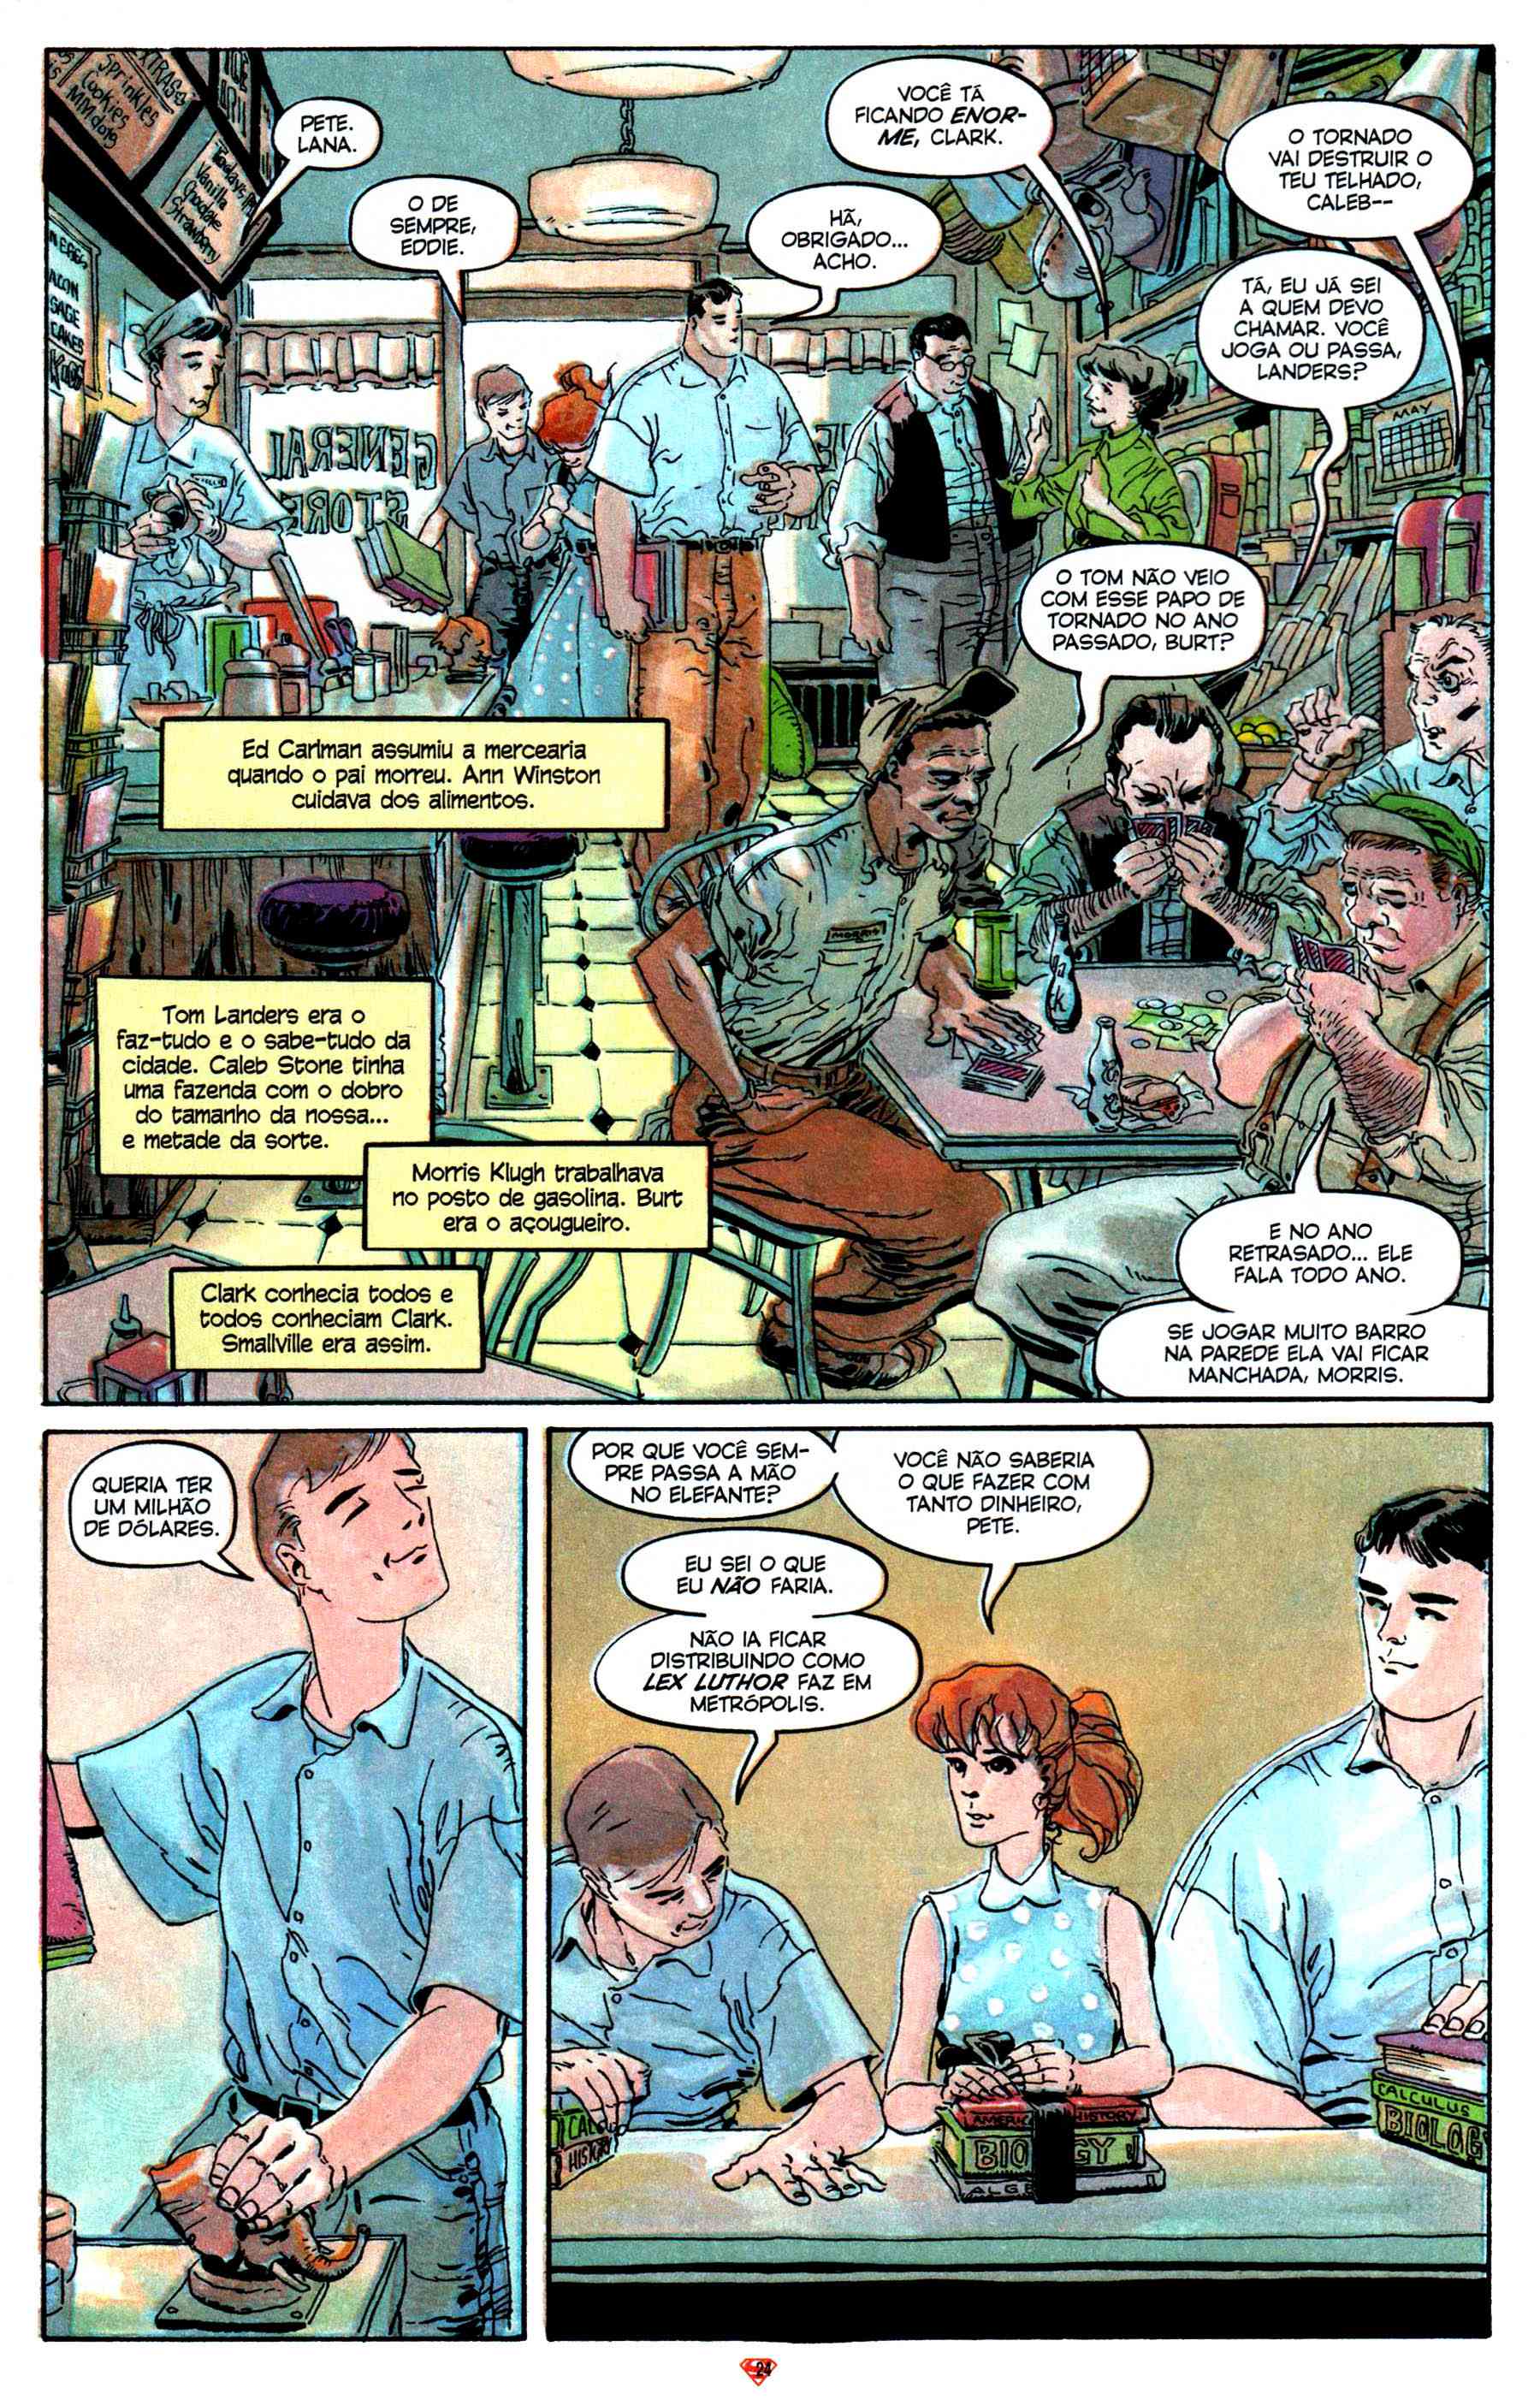 EXTRAS
Sprinkles
Cookies
Vanilla
Chocolate
Strawberry
PETE.
LANA.
O DE
SEMPRE,
EDDIE.
VOCÊ TÁ
FICANDO ENOR-
ME, CLARK.
HÃ,
OBRIGADO...
ACHO.
O TORNADO
VAI DESTRUIR O
TEU TELHADO,
CALEB--
TÁ, EU JÁ SEI
A QUEM DEVO
CHAMAR. VOCÊ
JOGA OU PASSA,
LANDERS?
MAY
GENERAL
STORE
O TOM NÃO VEIO
COM ESSE PAPO DE
TORNADO NO ANO
PASSADO, BURT?
Ed Carlman assumiu a mercearia
quando o pai morreu. Ann Winston
cuidava dos alimentos.
MORRIS
Tom Landers era o
faz-tudo e o sabe-tudo da
cidade. Caleb Stone tinha
uma fazenda com o dobro
do tamanho da nossa...
e metade da sorte.
Morris Klugh trabalhava
no posto de gasolina. Burt
era o açougueiro.
Clark conhecia todos e
todos conheciam Clark.
Smallville era assim.
E NO ANO
RETRASADO... ELE
FALA TODO ANO.
SE JOGAR MUITO BARRO
NA PAREDE ELA VAI FICAR
MANCHADA, MORRIS.
QUERIA TER
UM MILHÃO
DE DÓLARES.
POR QUE VOCÊ SEM-
PRE PASSA A MÃO
NO ELEFANTE?
VOCÊ NÃO SABERIA
O QUE FAZER COM
TANTO DINHEIRO,
PETE.
EU SEI O QUE
EU NÃO FARIA.
NÃO IA FICAR
DISTRIBUINDO COMO
LEX LUTHOR FAZ EM
METRÓPOLIS.
CALC
HISTORY
AMERIC HISTORY
BIOLOGY
ALGE
CALCULUS
BIOLOG
24